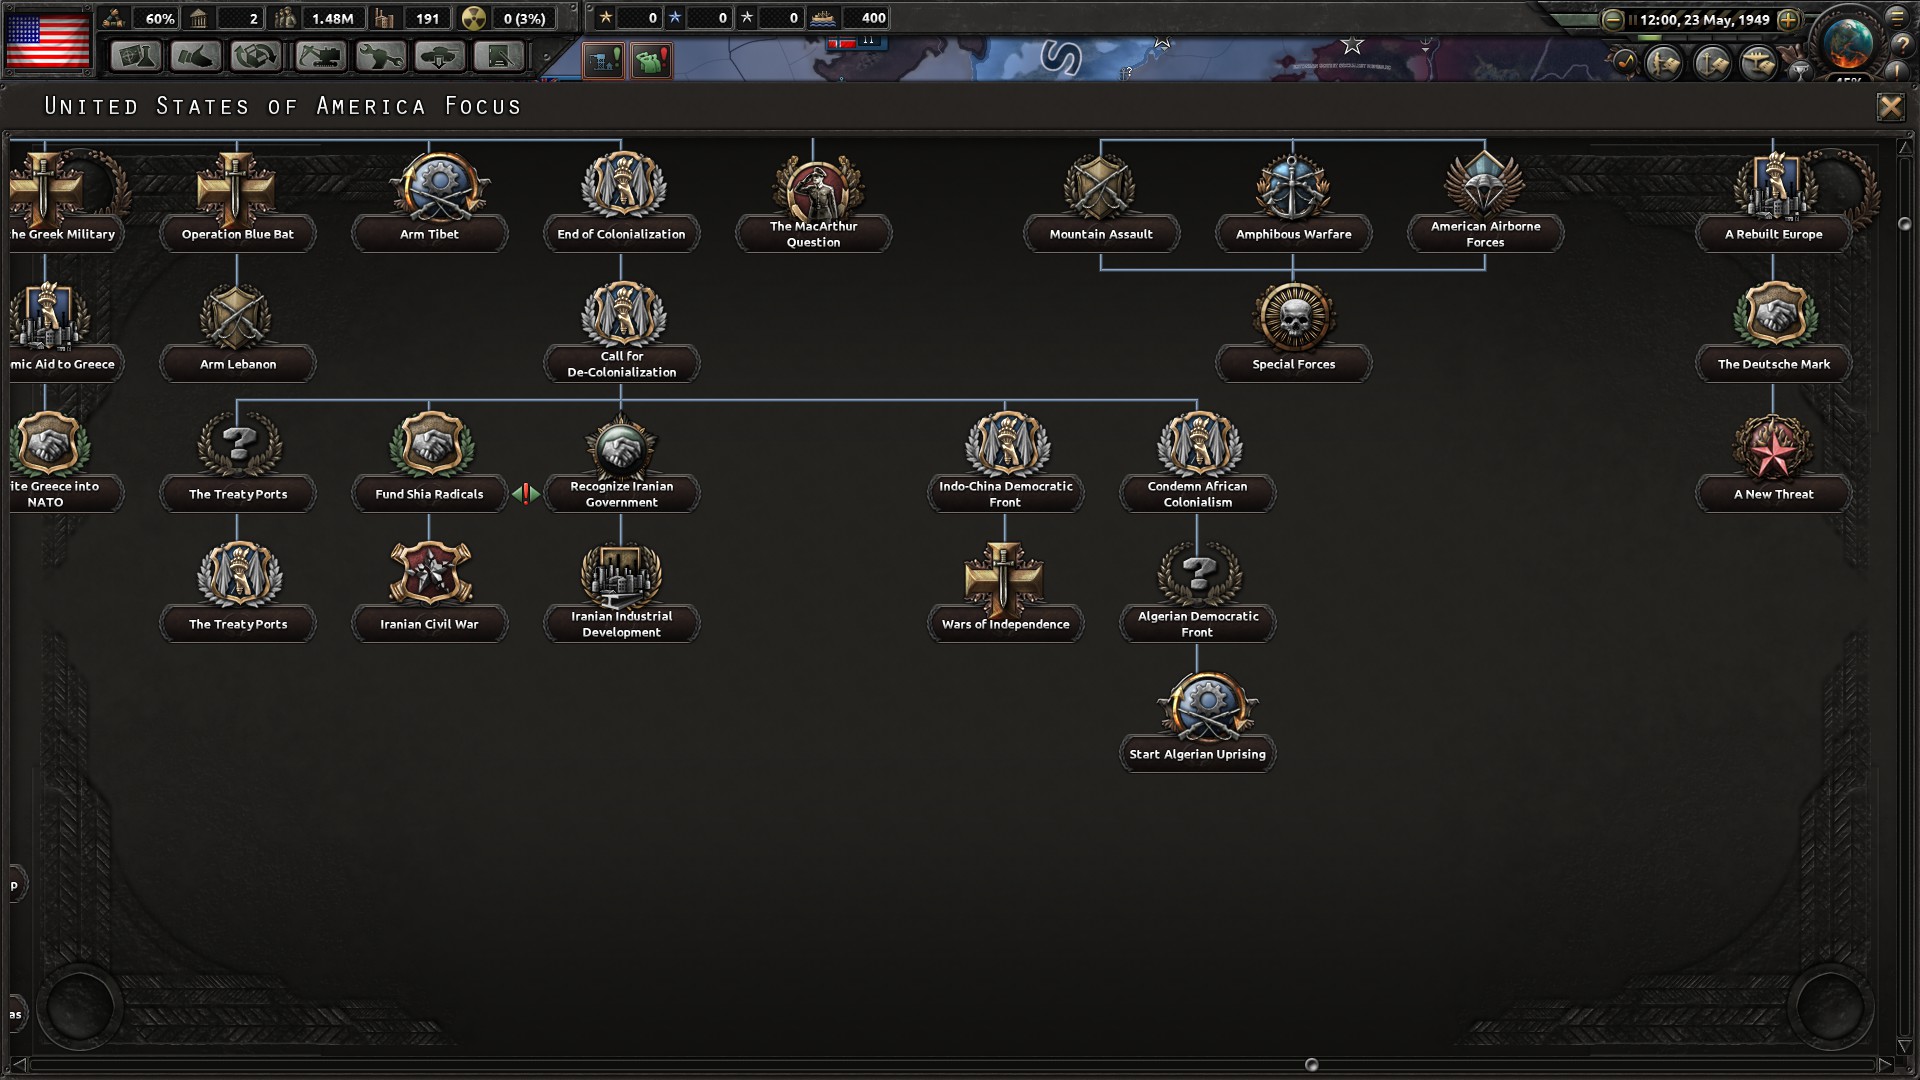 60%
2
1.48M
191
0 (3%)
0
0
0
400
11
12:00, 23 May, 1949
United States of America Focus
he Greek Military
Operation Blue Bat
Arm Tibet
End of Colonialization
The MacArthur
Question
Mountain Assault
Amphibous Warfare
American Airborne
Forces
A Rebuilt Europe
mic Aid to Greece
Arm Lebanon
Call for
De-Colonialization
Special Forces
The Deutsche Mark
ite Greece into
NATO
The Treaty Ports
Fund Shia Radicals
Recognize Iranian
Government
Indo-China Democratic
Front
Condemn African
Colonialism
A New Threat
The Treaty Ports
Iranian Civil War
Iranian Industrial
Development
Wars of Independence
Algerian Democratic
Front
Start Algerian Uprising
p
as